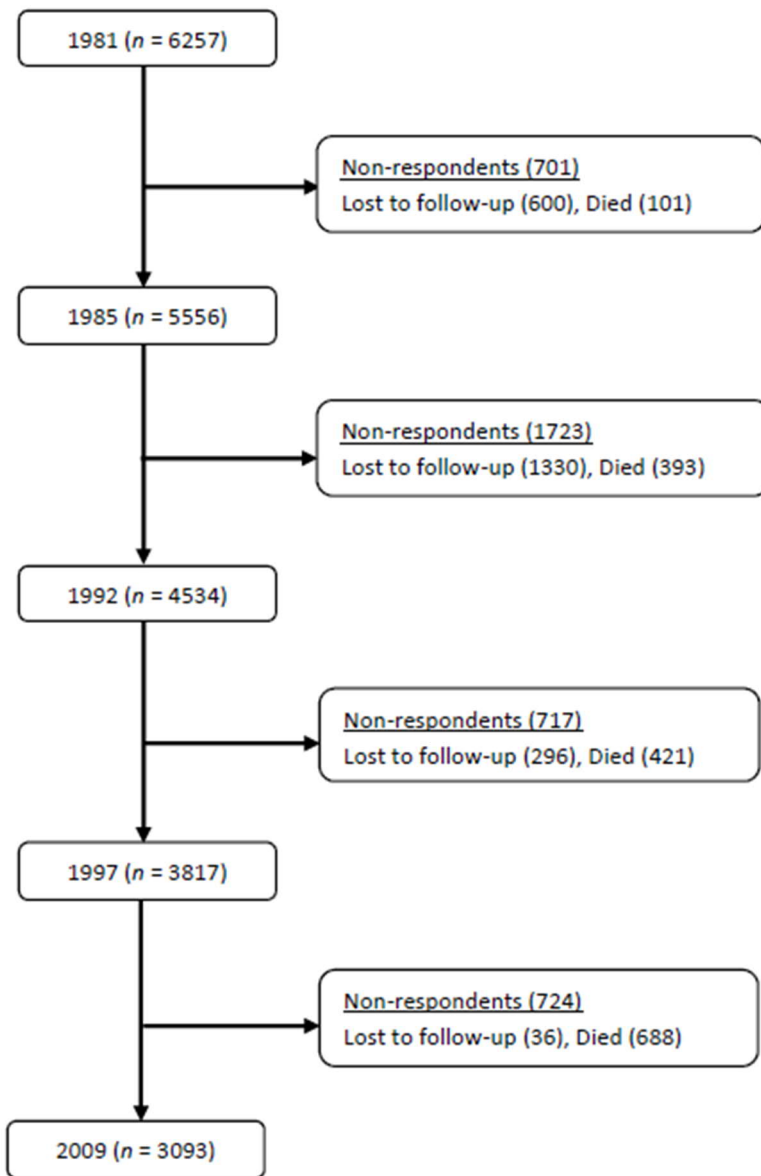 1981 (n = 6257)
Non-respondents (701)
Lost to follow-up (600), Died (101)
1985 (n = 5556)
Non-respondents (1723)
Lost to follow-up (1330), Died (393)
1992 (n = 4534)
Non-respondents (717)
Lost to follow-up (296), Died (421)
1997 (n = 3817)
Non-respondents (724)
Lost to follow-up (36), Died (688)
2009 (n = 3093)